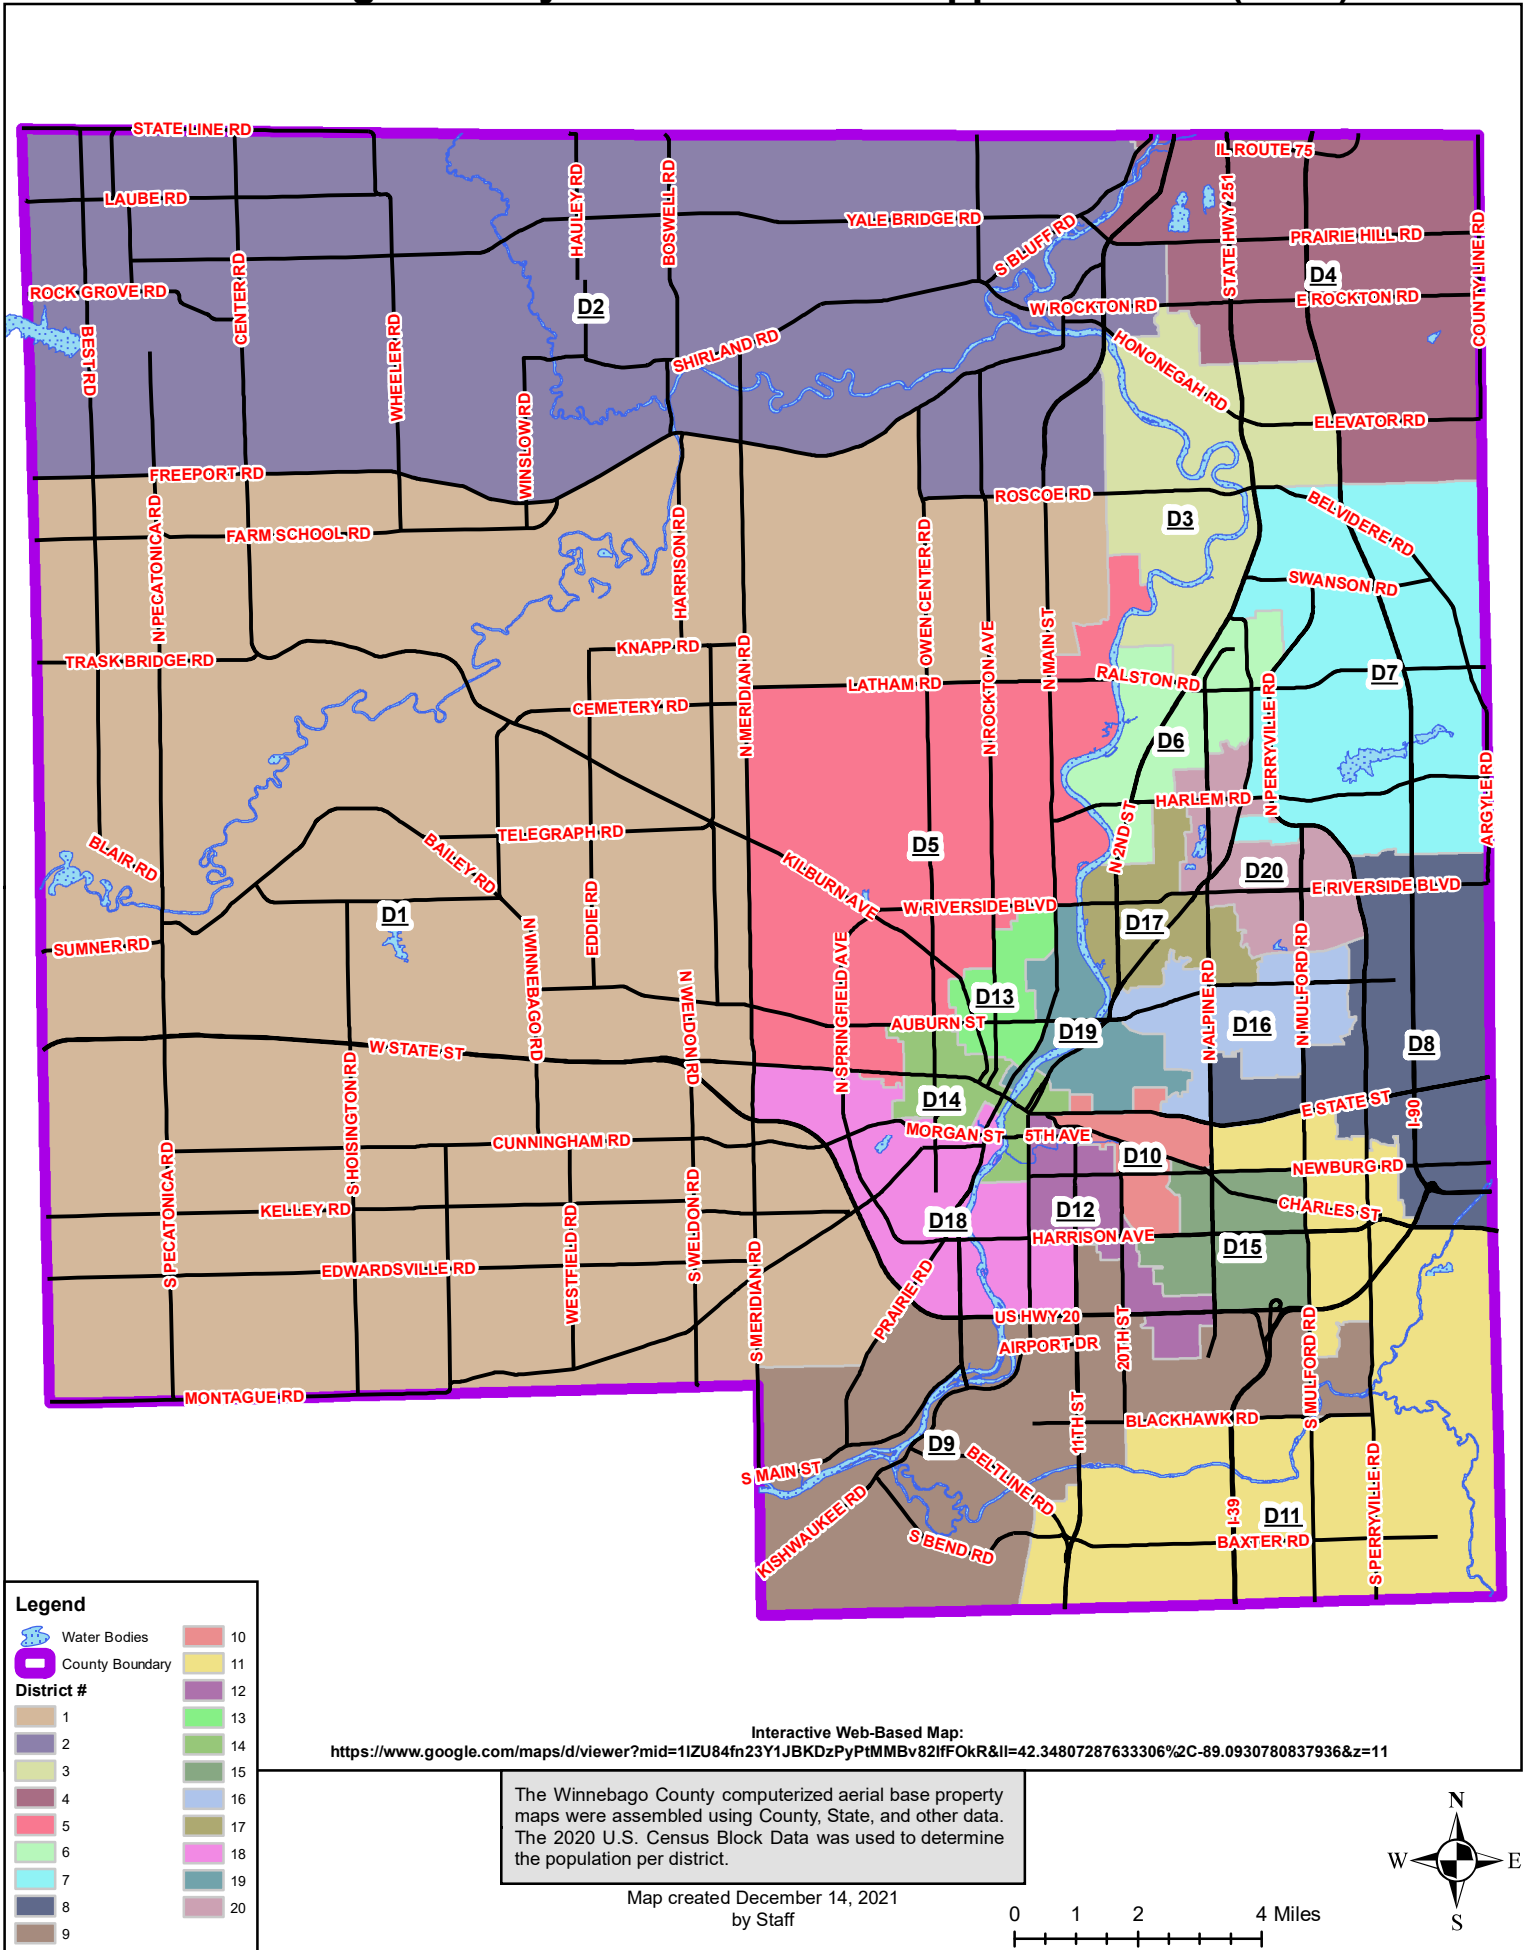 STATE LINE RD
IL ROUTE 75
LAUBE RD
HAULEY RD
BOSWELL RD
YALE BRIDGE RD
S BLUFF RD
STATE HWY 251
PRAIRIE HILL RD
COUNTY LINE RD
ROCK GROVE RD
CENTER RD
D2
D4
W ROCKTON RD
E ROCKTON RD
BEST RD
WHEELER RD
SHIRLAND RD
HONONEGAH RD
WINSLOW RD
ELEVATOR RD
FREEPORT RD
ROSCOE RD
N PECATONICA RD
FARM SCHOOL RD
HARRISON RD
OWEN CENTER RD
D3
BELVIDERE RD
SWANSON RD
TRASK BRIDGE RD
KNAPP RD
N MERIDIAN RD
N ROCKTON AVE
N MAIN ST
LATHAM RD
RALSTON RD
D7
CEMETERY RD
D6
N PERRYVILLE RD
HARLEM RD
ARGYLE RD
TELEGRAPH RD
BLAIR RD
BAILEY RD
D5
N 2ND ST
KILBURN AVE
D20
E RIVERSIDE BLVD
W RIVERSIDE BLVD
D1
D17
SUMNER RD
N WINNEBAGO RD
EDDIE RD
N WELDON RD
N SPRINGFIELD AVE
D13
N ALPINE RD
N MULFORD RD
AUBURN ST
D19
D16
D8
W STATE ST
S HOISINGTON RD
D14
E STATE ST
I-90
MORGAN ST
5TH AVE
CUNNINGHAM RD
D10
NEWBURG RD
S PECATONICA RD
KELLEY RD
WESTFIELD RD
S WELDON RD
D18
D12
CHARLES ST
HARRISON AVE
D15
EDWARDSVILLE RD
S MERIDIAN RD
PRAIRIE RD
US HWY 20
AIRPORT DR
20TH ST
S MULFORD RD
MONTAGUE RD
11TH ST
BLACKHAWK RD
D9
S MAIN ST
BELTLINE RD
KISHWAUKEE RD
S BEND RD
I-39
D11
BAXTER RD
S PERRYVILLE RD
Legend
Water Bodies
County Boundary
District #
1
2
3
4
5
6
7
8
9
10
11
12
13
14
15
16
17
18
19
20
Interactive Web-Based Map:
https://www.google.com/maps/d/viewer?mid=1IZU84fn23Y1JBKDzPyPtMMBv82IfFOkR&ll=42.34807287633306%2C-89.0930780837936&z=11
The Winnebago County computerized aerial base property
maps were assembled using County, State, and other data.
The 2020 U.S. Census Block Data was used to determine
the population per district.
Map created December 14, 2021
by Staff
0 1 2 4 Miles
N
W E
S